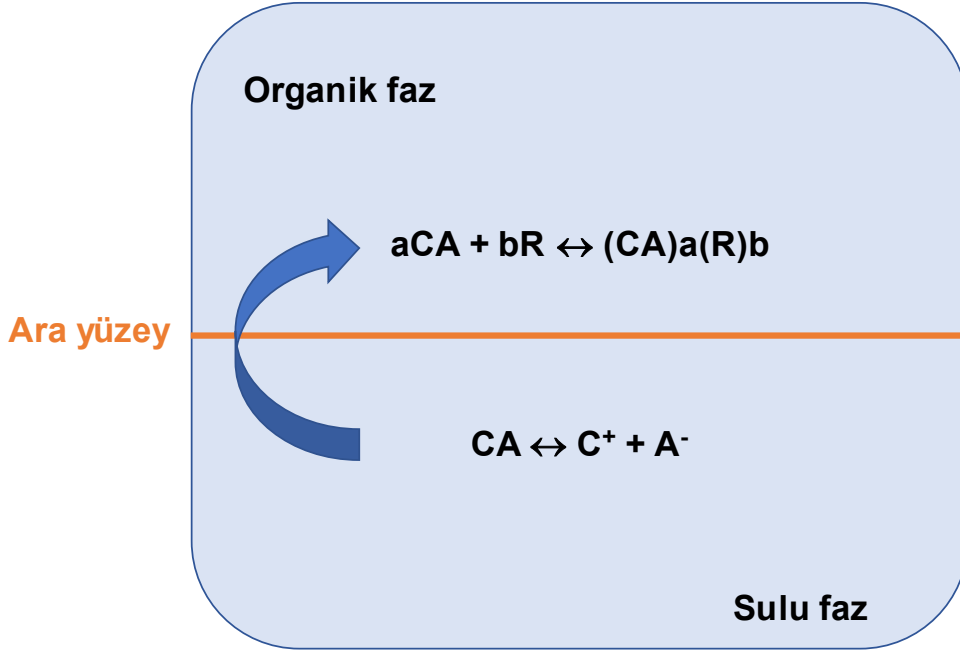 Organik faz
aCA + bR ↔ (CA)a(R)b
Ara yüzey
CA ↔ C⁺ + A⁻
Sulu faz